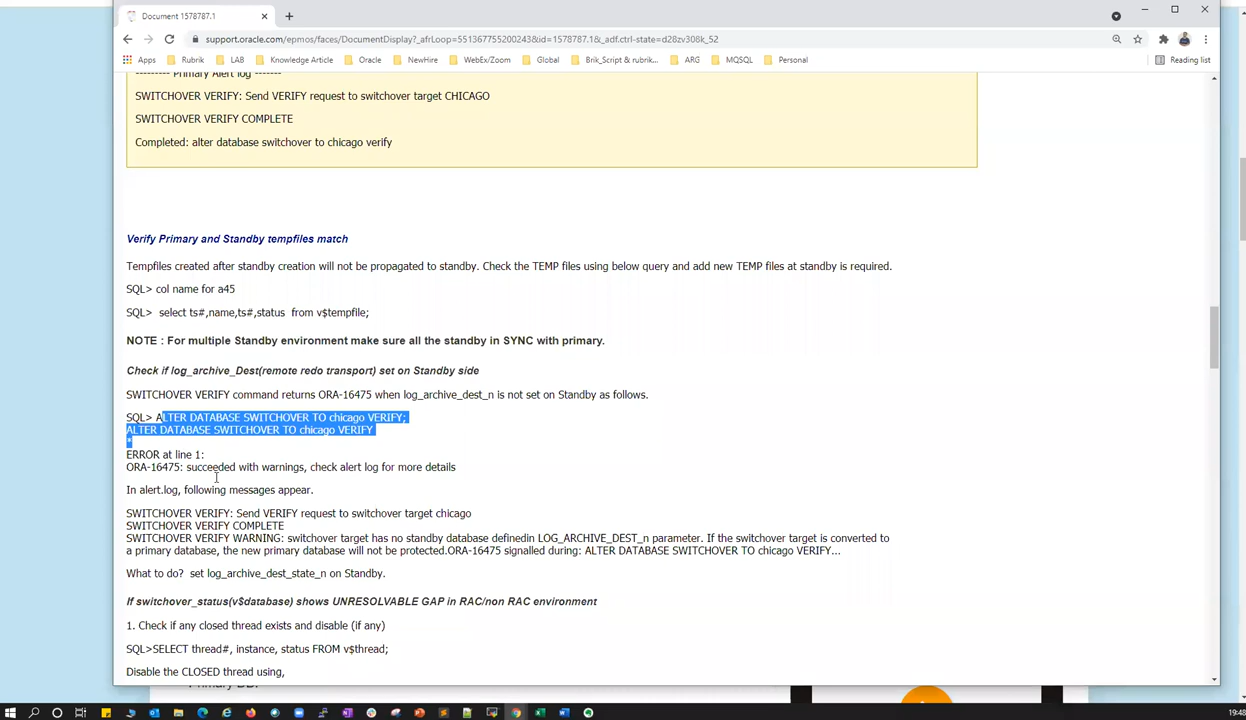 Document 1578787.1
support.oracle.com/epmos/faces/DocumentDisplay?_afrLoop=551367755200243&id=1578787.1&_adf.ctrl-state=d28zv308k_52
Apps Rubrik LAB Knowledge Article Oracle NewHire WebEx/Zoom Global Brik_Script & rubrik... ARG MQSQL Personal Reading list
--------- Primary Alert log -------
SWITCHOVER VERIFY: Send VERIFY request to switchover target CHICAGO
SWITCHOVER VERIFY COMPLETE
Completed: alter database switchover to chicago verify
Verify Primary and Standby tempfiles match
Tempfiles created after standby creation will not be propagated to standby. Check the TEMP files using below query and add new TEMP files at standby is required.
SQL> col name for a45
SQL> select ts#,name,ts#,status from v$tempfile;
NOTE : For multiple Standby environment make sure all the standby in SYNC with primary.
Check if log_archive_Dest(remote redo transport) set on Standby side
SWITCHOVER VERIFY command returns ORA-16475 when log_archive_dest_n is not set on Standby as follows.
SQL> ALTER DATABASE SWITCHOVER TO chicago VERIFY;
ALTER DATABASE SWITCHOVER TO chicago VERIFY
*
ERROR at line 1:
ORA-16475: succeeded with warnings, check alert log for more details
In alert.log, following messages appear.
SWITCHOVER VERIFY: Send VERIFY request to switchover target chicago
SWITCHOVER VERIFY COMPLETE
SWITCHOVER VERIFY WARNING: switchover target has no standby database definedin LOG_ARCHIVE_DEST_n parameter. If the switchover target is converted to
a primary database, the new primary database will not be protected.ORA-16475 signalled during: ALTER DATABASE SWITCHOVER TO chicago VERIFY...
What to do? set log_archive_dest_state_n on Standby.
If switchover_status(v$database) shows UNRESOLVABLE GAP in RAC/non RAC environment
1. Check if any closed thread exists and disable (if any)
SQL>SELECT thread#, instance, status FROM v$thread;
Disable the CLOSED thread using,
Primary DB.
19:48